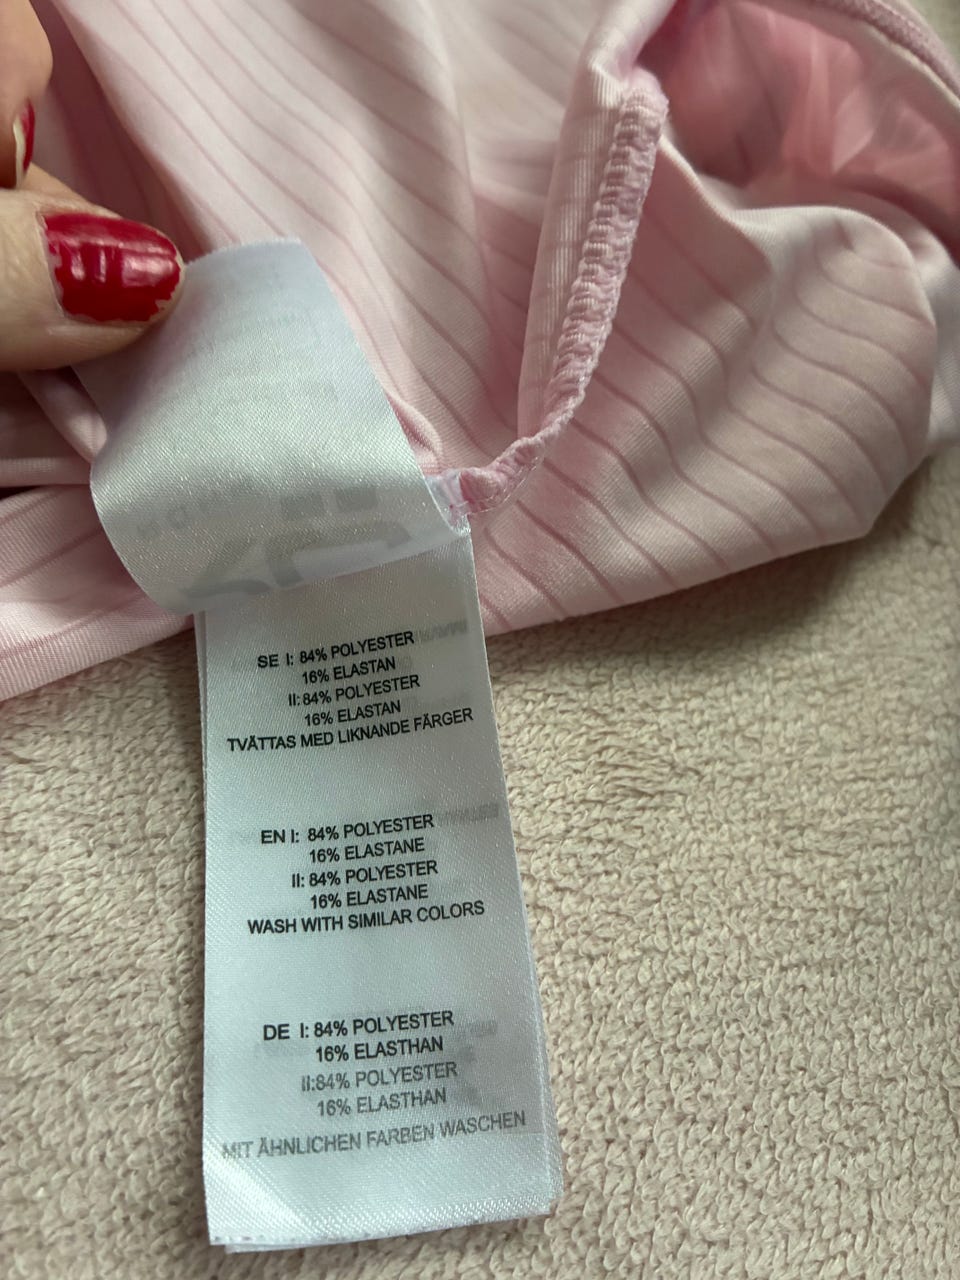 SE I: 84% POLYESTER
16% ELASTAN
II:84% POLYESTER
16% ELASTAN
TVÄTTAS MED LIKNANDE FÄRGER
EN I: 84% POLYESTER
16% ELASTANE
II: 84% POLYESTER
16% ELASTANE
WASH WITH SIMILAR COLORS
DE I: 84% POLYESTER
16% ELASTHAN
II:84% POLYESTER
16% ELASTHAN
MIT ÄHNLICHEN FARBEN WASCHEN